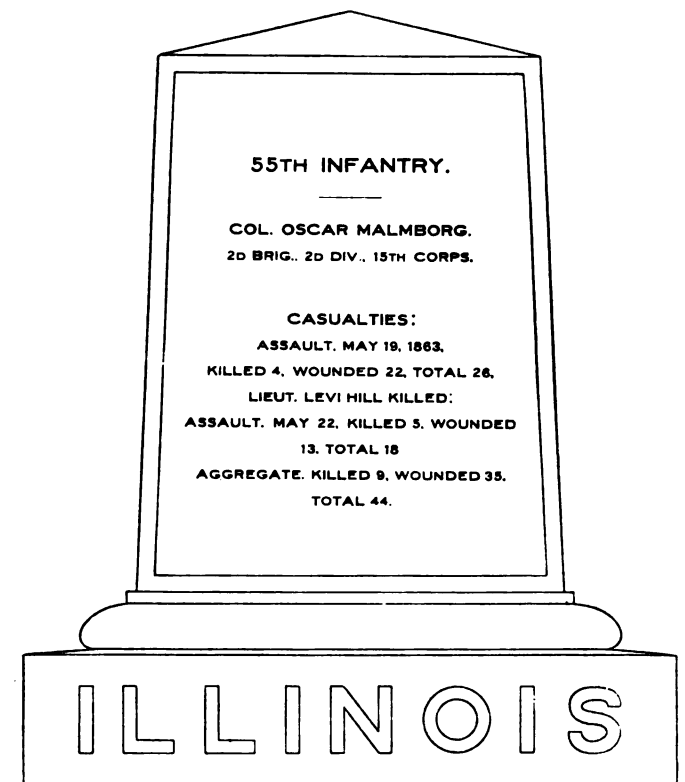 55TH INFANTRY.
COL. OSCAR MALMBORG.
2D BRIG., 2D DIV., 15TH CORPS.
CASUALTIES:
ASSAULT, MAY 19, 1863,
KILLED 4, WOUNDED 22, TOTAL 26,
LIEUT. LEVI HILL KILLED;
ASSAULT, MAY 22, KILLED 5, WOUNDED
13, TOTAL 18
AGGREGATE, KILLED 9, WOUNDED 35,
TOTAL 44.
ILLINOIS